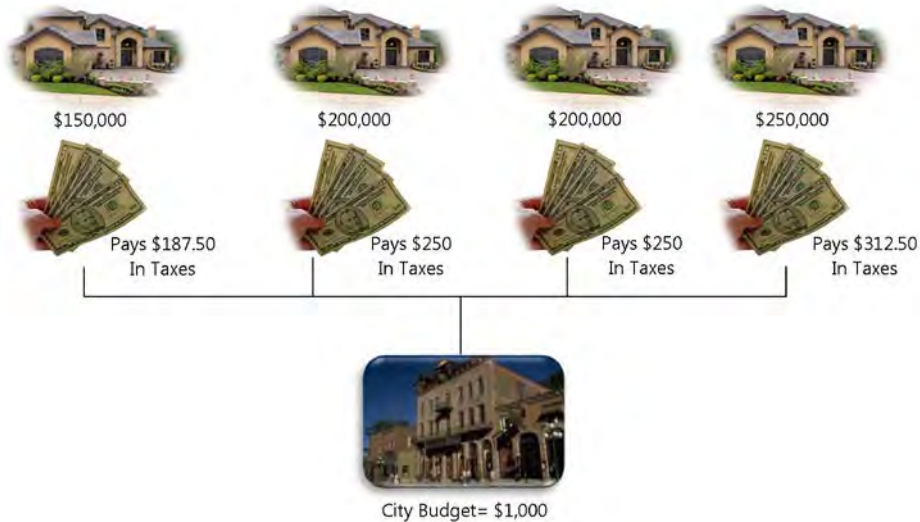 $150,000
$200,000
$200,000
$250,000
Pays $187.50
In Taxes
Pays $250
In Taxes
Pays $250
In Taxes
Pays $312.50
In Taxes
City Budget= $1,000